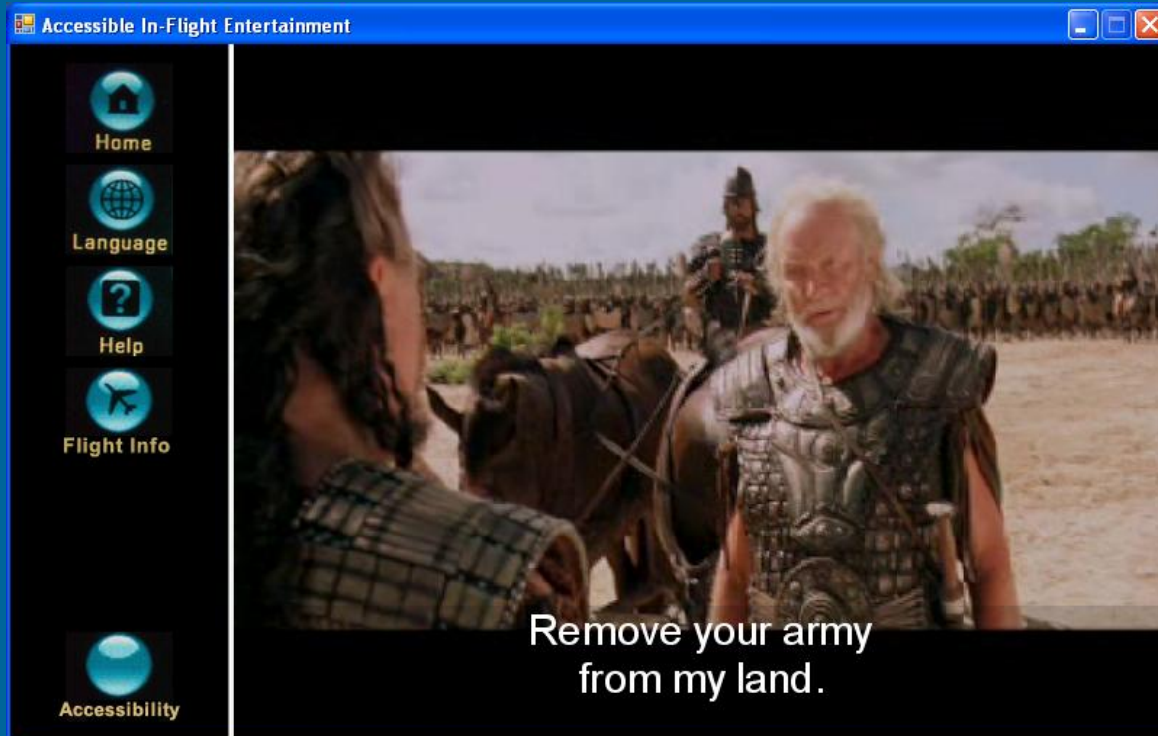 Accessible In-Flight Entertainment
Home
Language
Help
Flight Info
Accessibility
Remove your army
from my land.